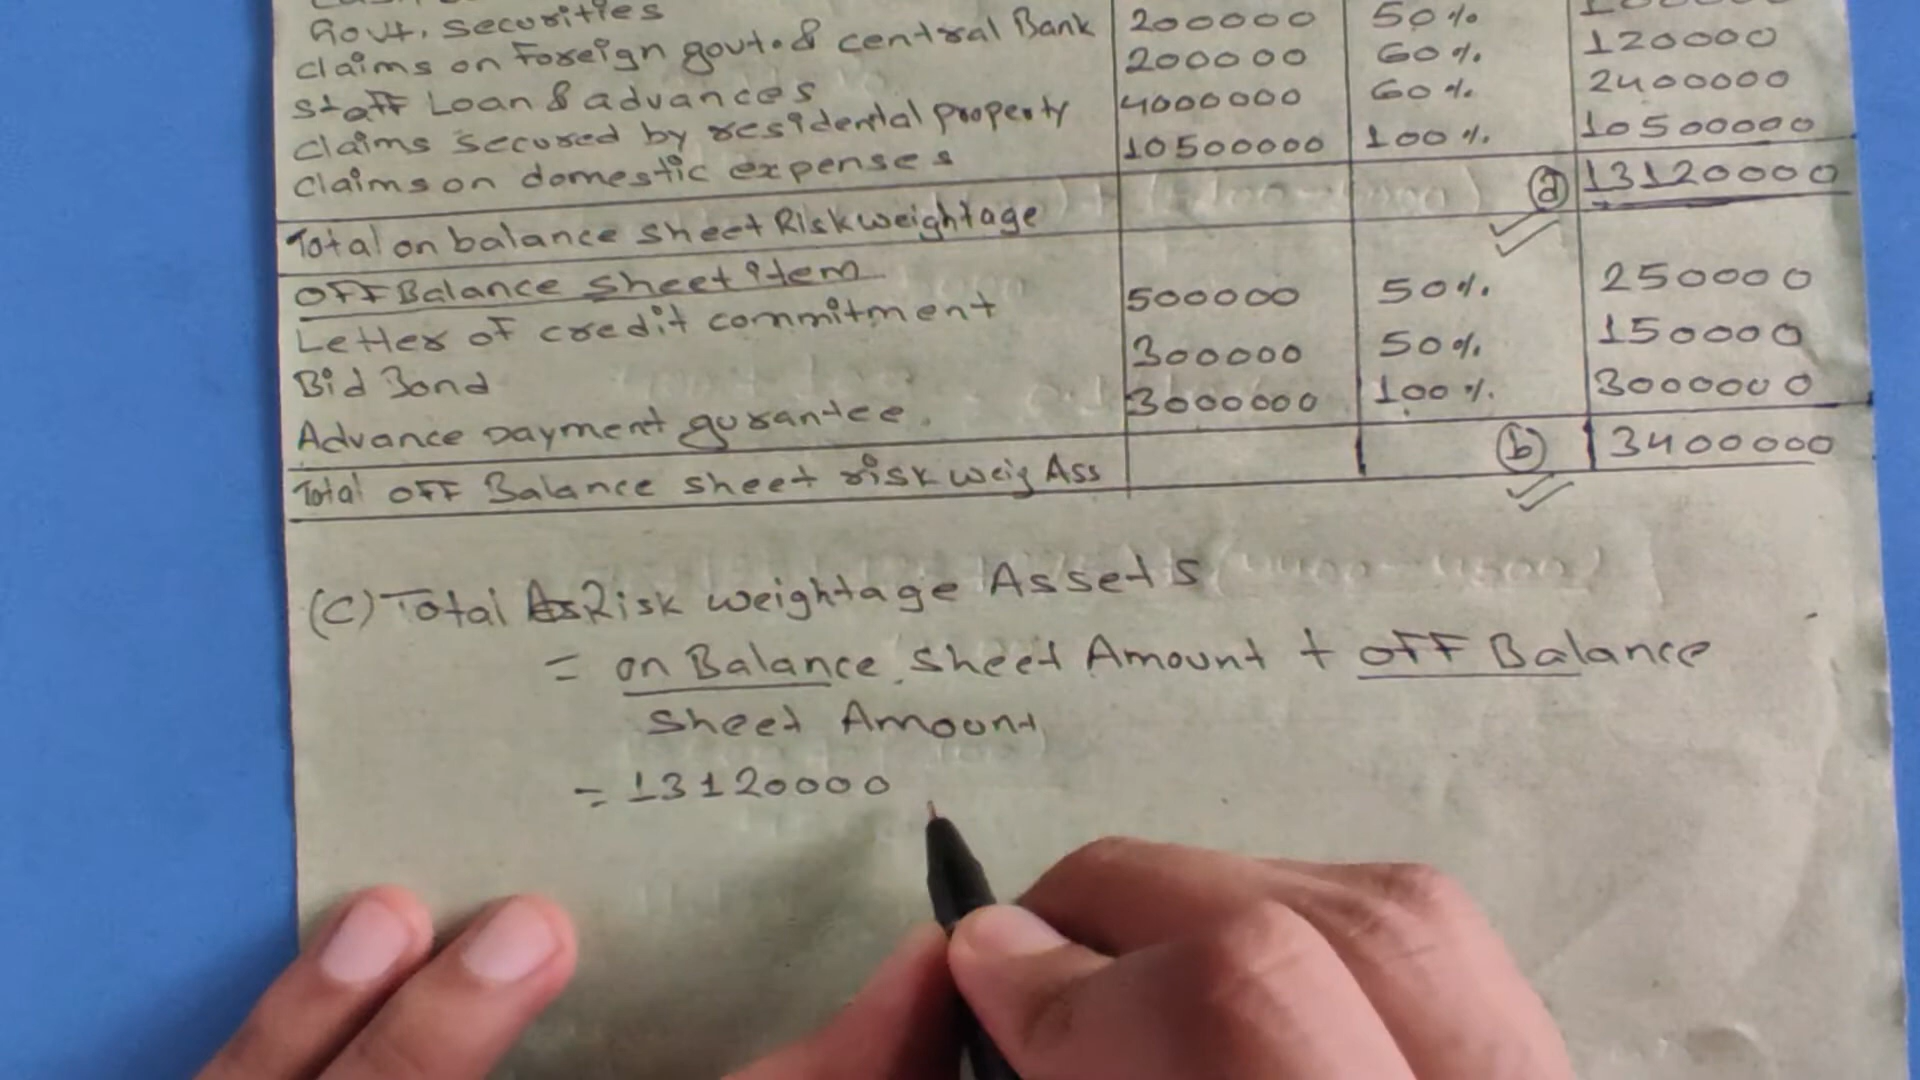 Govt. securities
claims on Foreign govt. & central Bank 200000 50%
staff Loan & advances 200000 60% 120000
claims secured by residental property 4000000 60% 2400000
claims on domestic expenses 10500000 100% 10500000
Total on balance sheet Risk weightage (a) 13120000
OFF Balance sheet item
Letter of credit commitment 500000 50% 250000
Bid Bond 300000 50% 150000
Advance payment gurantee. 3000000 100% 3000000
Total OFF Balance sheet risk weig Ass (b) 3400000
(C) Total Risk weightage Assets
= on Balance sheet Amount + OFF Balance
sheet Amount
= 13120000